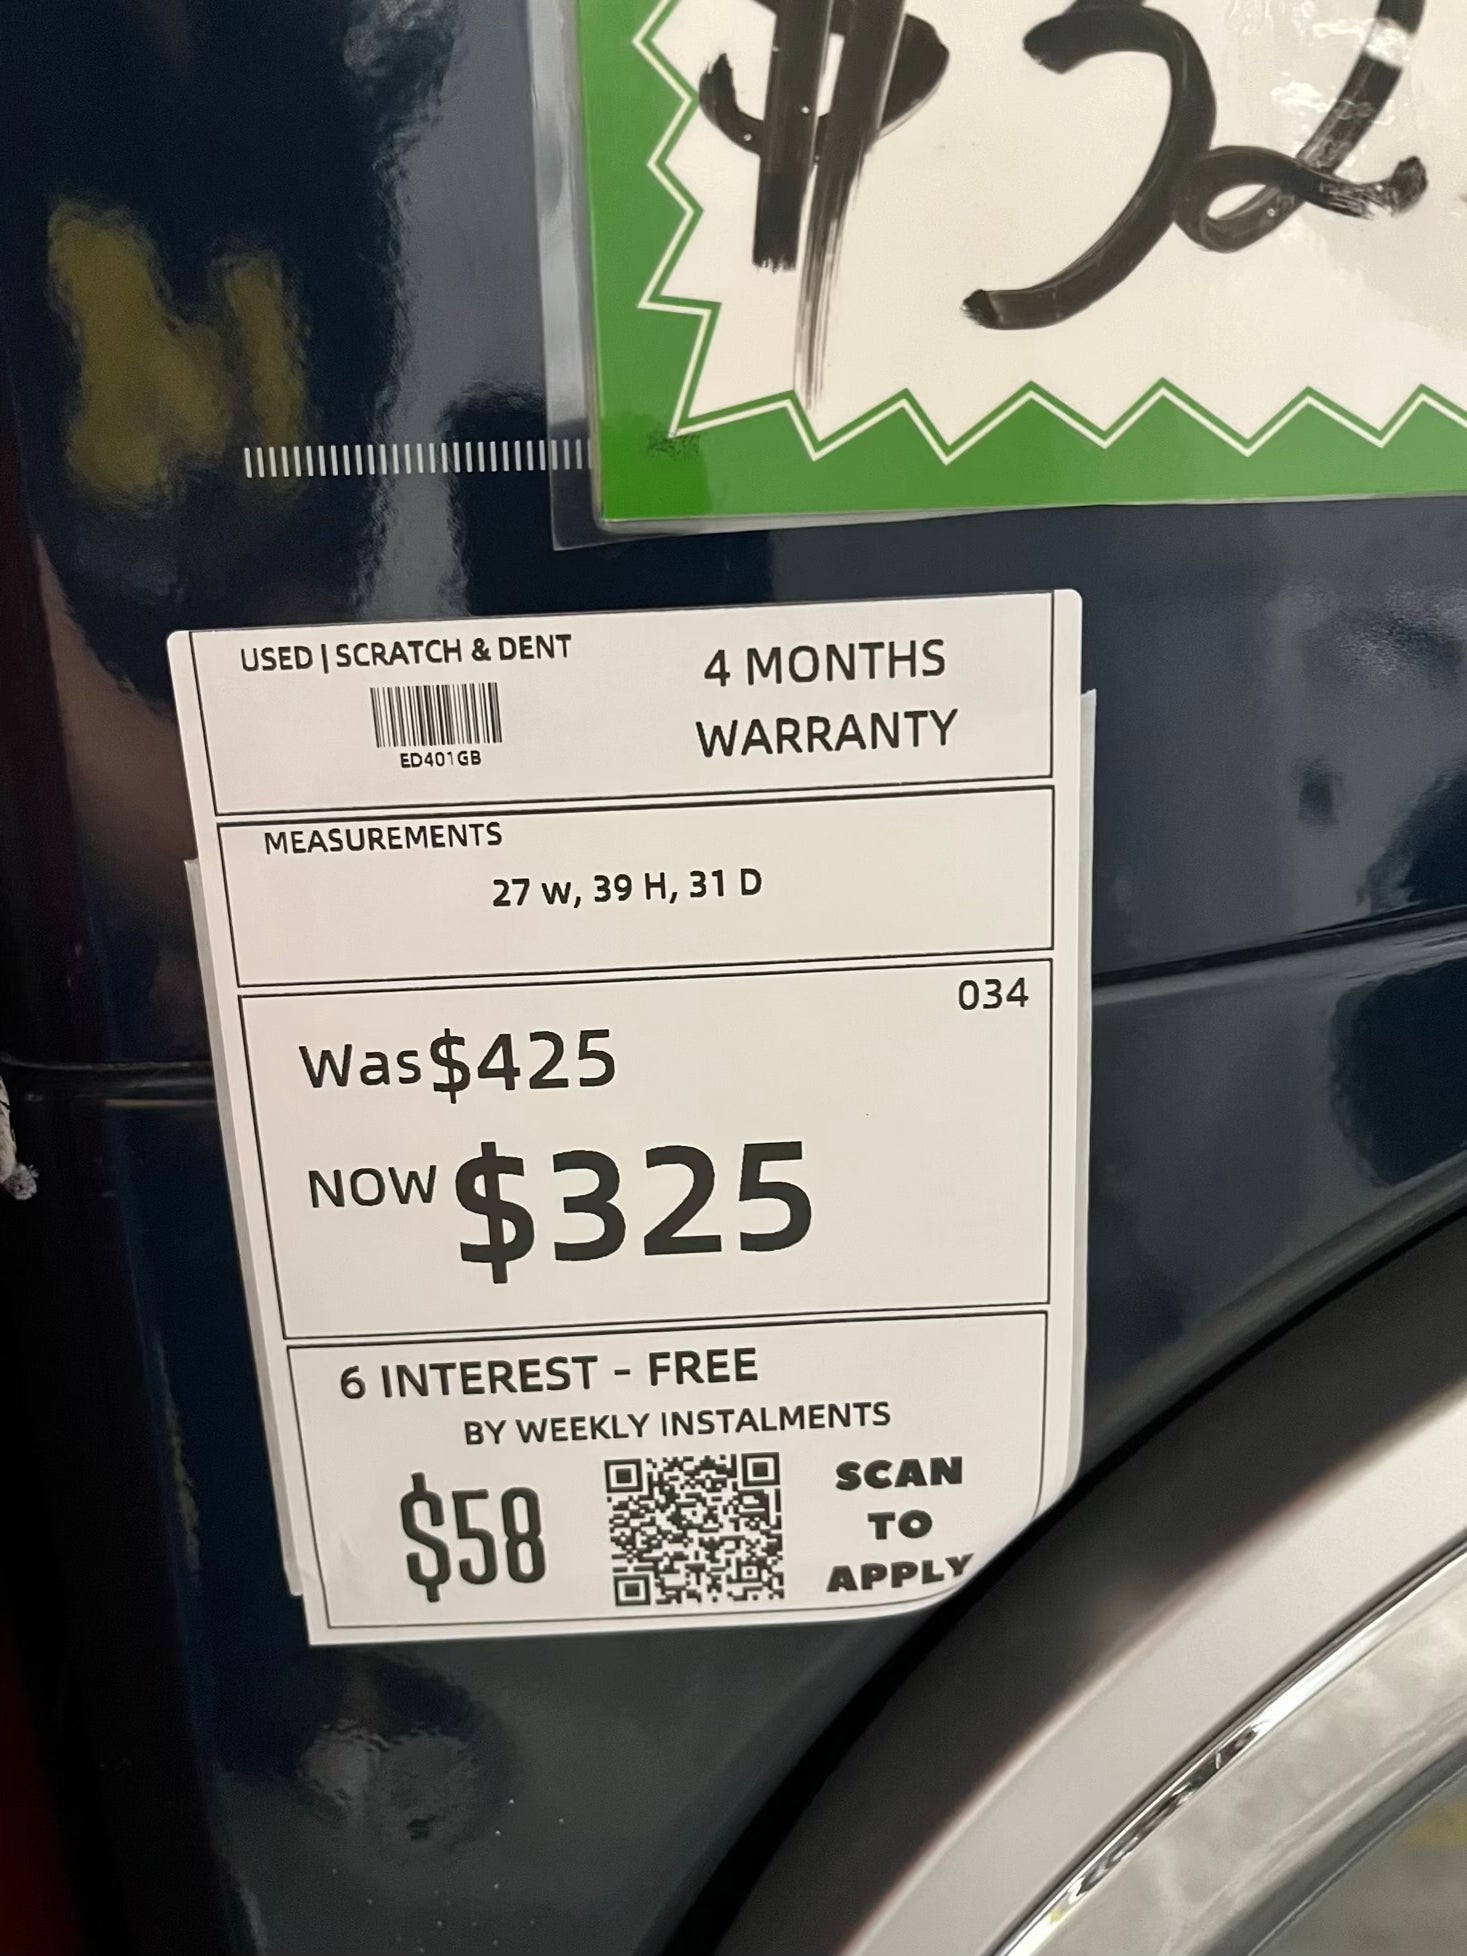 $32
USED | SCRATCH & DENT
ED401GB
4 MONTHS
WARRANTY
MEASUREMENTS
27 W, 39 H, 31 D
034
Was $425
NOW $325
6 INTEREST - FREE
BY WEEKLY INSTALMENTS
$58
SCAN
TO
APPLY